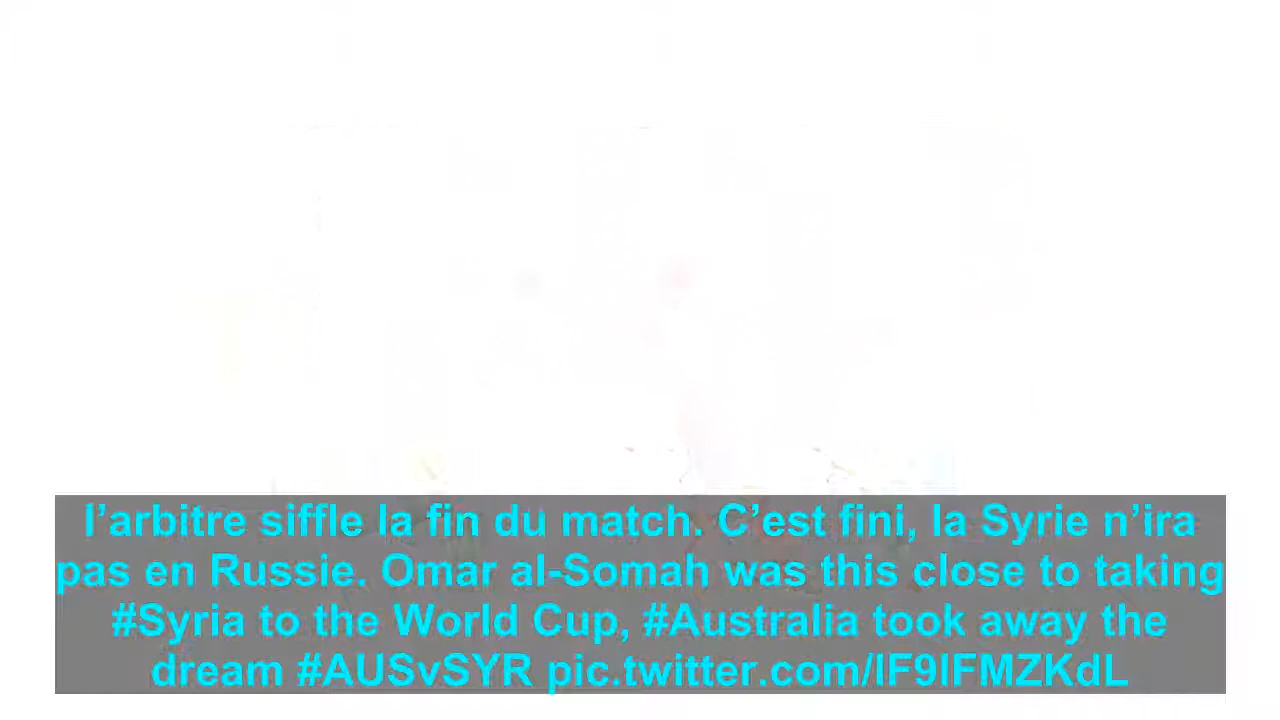 l’arbitre siffle la fin du match. C’est fini, la Syrie n’ira
pas en Russie. Omar al-Somah was this close to taking
#Syria to the World Cup, #Australia took away the
dream #AUSvSYR pic.twitter.com/lF9lFMZKdL